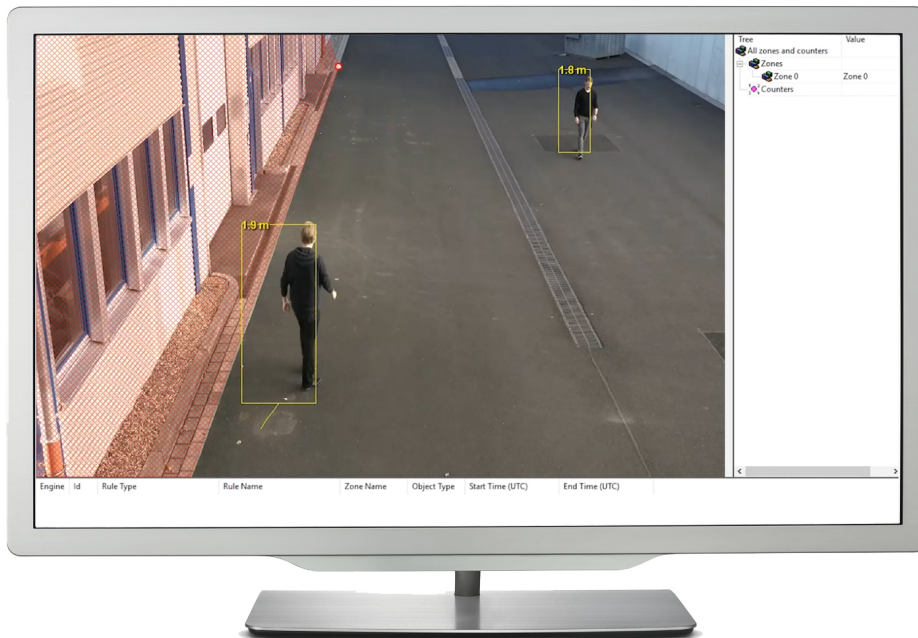 Tree Value
All zones and counters
Zones
Zone 0 Zone 0
Counters
1.8 m
1.9 m
Engine Id Rule Type Rule Name Zone Name Object Type Start Time (UTC) End Time (UTC)